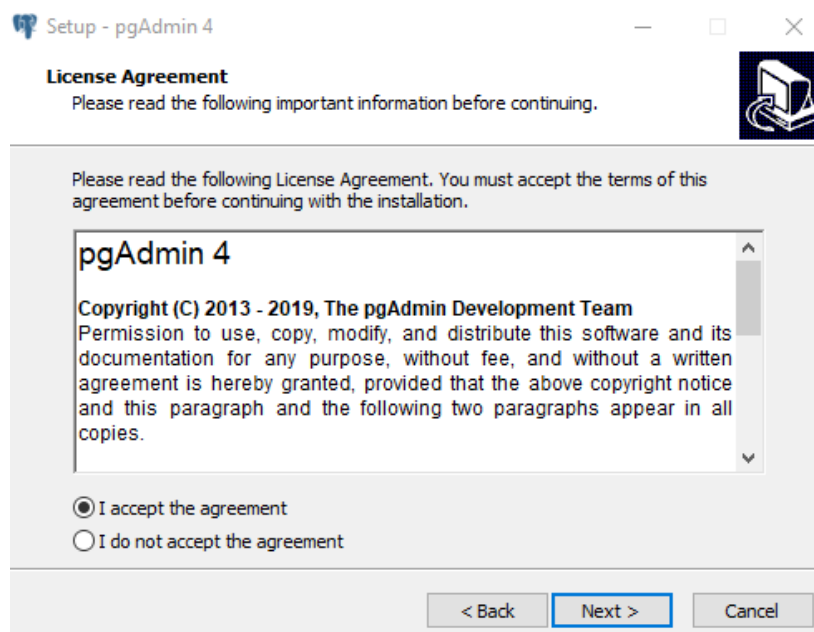 Setup - pgAdmin 4
License Agreement
Please read the following important information before continuing.
Please read the following License Agreement. You must accept the terms of this
agreement before continuing with the installation.
pgAdmin 4
Copyright (C) 2013 - 2019, The pgAdmin Development Team
Permission to use, copy, modify, and distribute this software and its
documentation for any purpose, without fee, and without a written
agreement is hereby granted, provided that the above copyright notice
and this paragraph and the following two paragraphs appear in all
copies.
I accept the agreement
I do not accept the agreement
< Back Next > Cancel